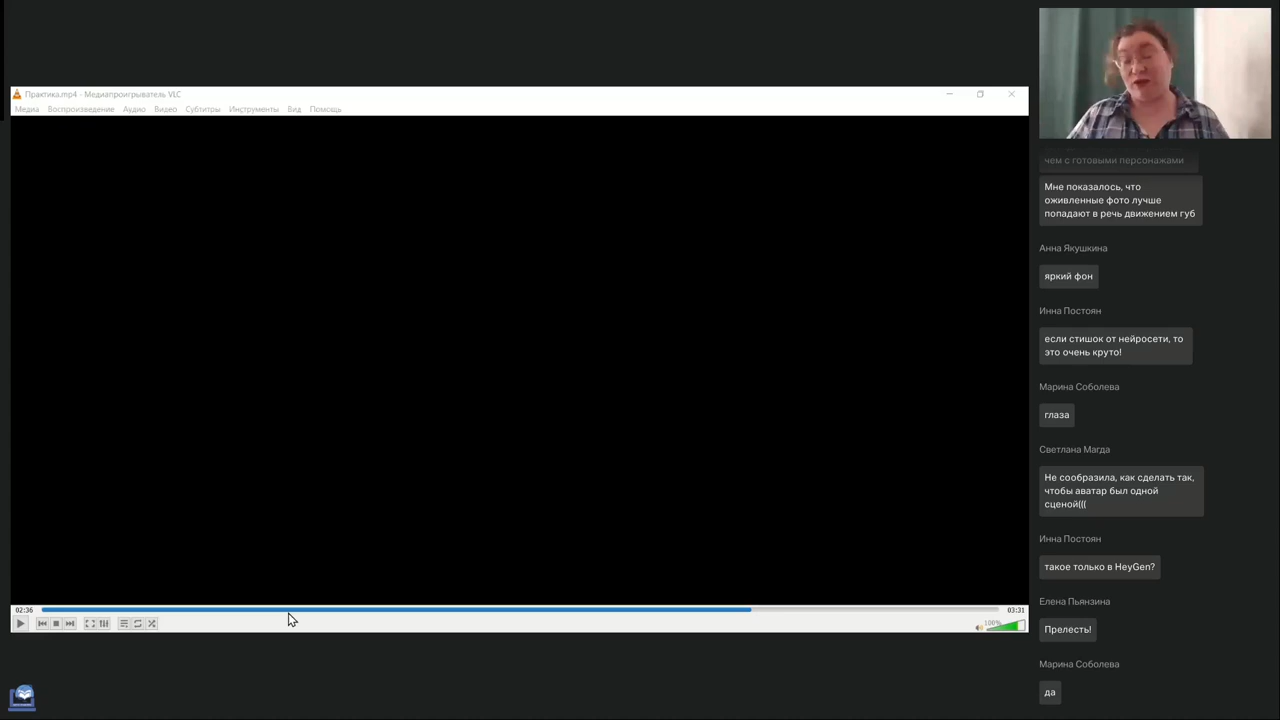 Практика.mp4 - Медиапроигрыватель VLC
Медиа Воспроизведение Аудио Видео Субтитры Инструменты Вид Помощь
02:36
03:31
100%
чем с готовыми персонажами
Мне показалось, что
оживленные фото лучше
попадают в речь движением губ
Анна Якушкина
яркий фон
Инна Постоян
если стишок от нейросети, то
это очень круто!
Марина Соболева
глаза
Светлана Магда
Не сообразила, как сделать так,
чтобы аватар был одной
сценой(((
Инна Постоян
такое только в HeyGen?
Елена Пьянзина
Прелесть!
Марина Соболева
да